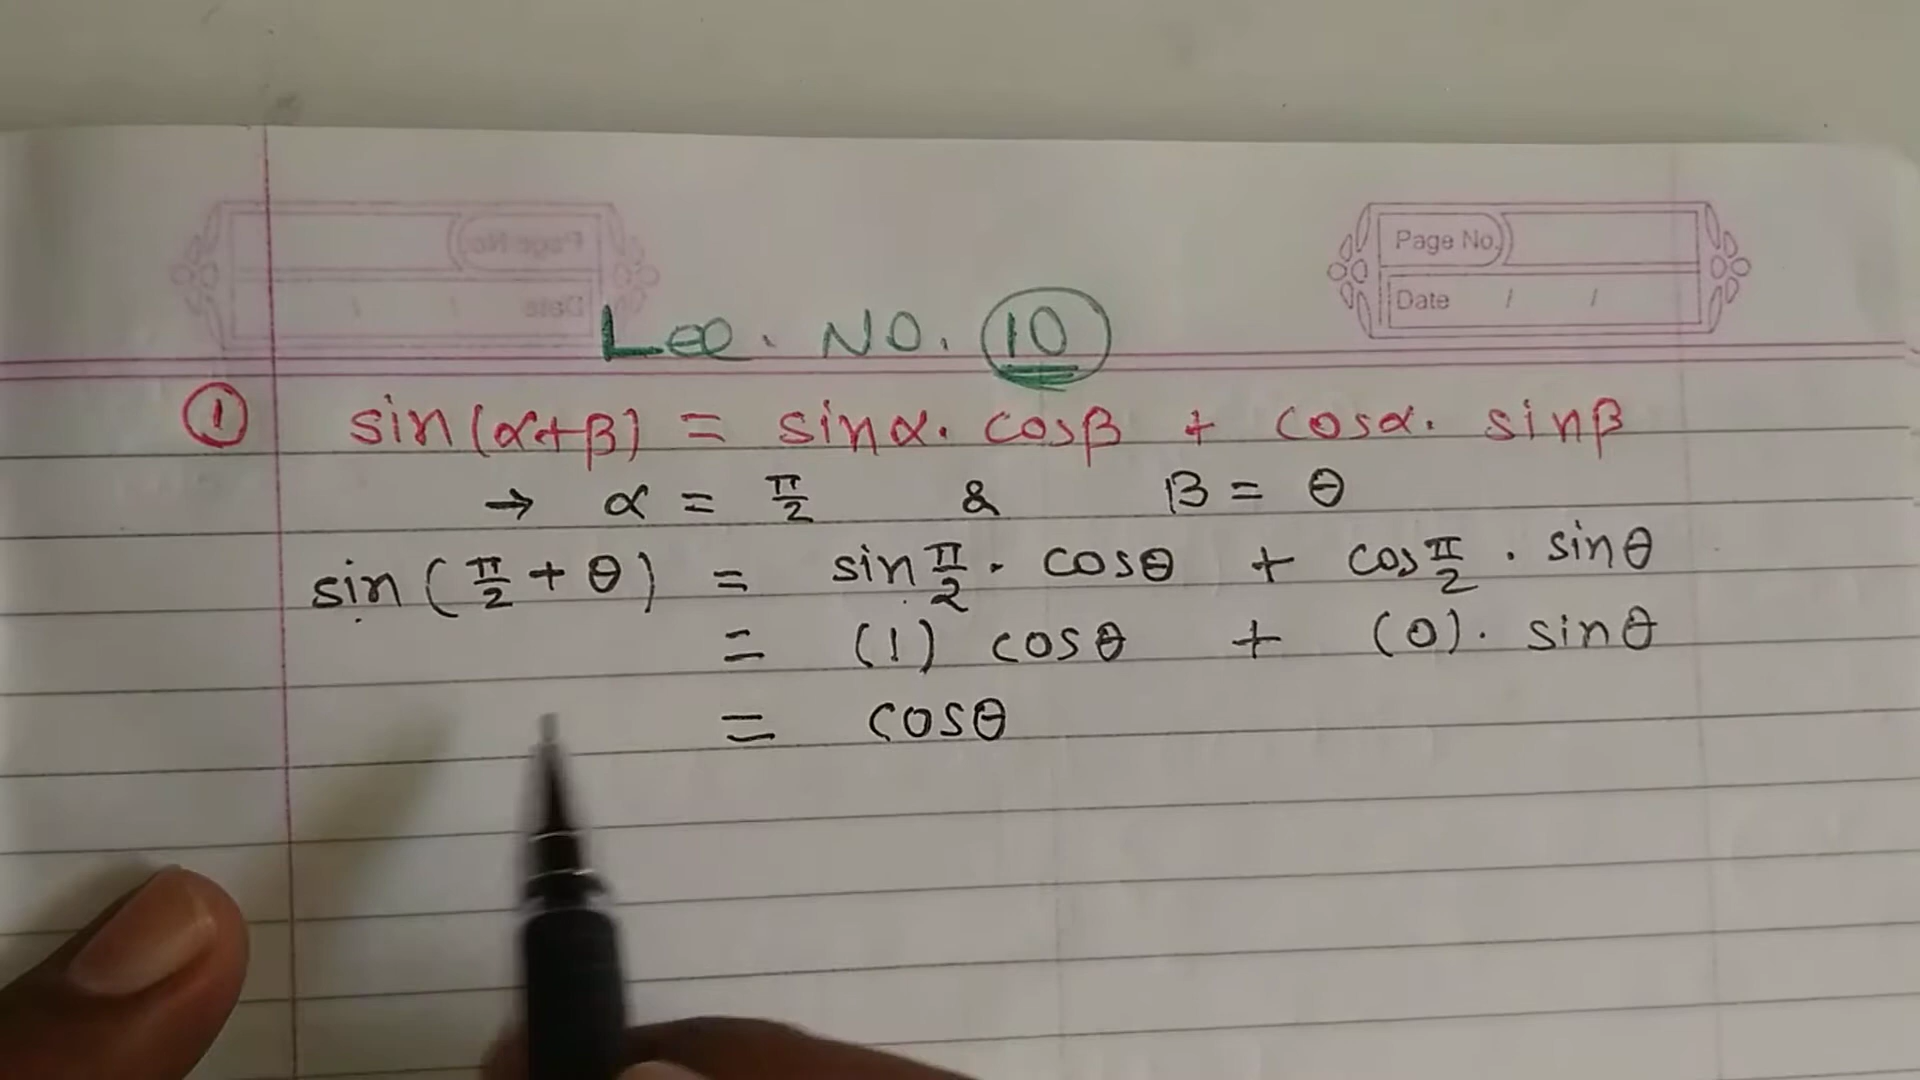 Page No.
Date / /
Lec. NO. 10
① sin(α+β) = sinα. cosβ + cosα. sinβ
→ α = π/2 & β = θ
sin(π/2 + θ) = sin π/2 . cosθ + cos π/2 . sinθ
= (1) cosθ + (0). sinθ
= cosθ